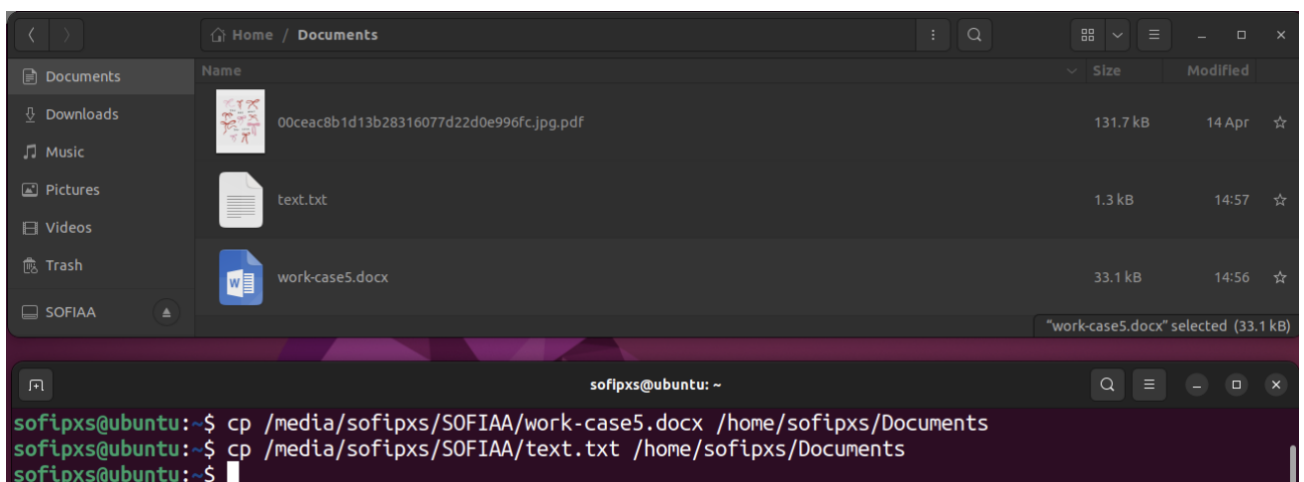 Home / Documents
Documents
Name
Size
Modified
Downloads
00ceac8b1d13b28316077d22d0e996fc.jpg.pdf
131.7 kB
14 Apr
Music
Pictures
text.txt
1.3 kB
14:57
Videos
Trash
work-case5.docx
33.1 kB
14:56
SOFIAA
"work-case5.docx" selected (33.1 kB)
sofipxs@ubuntu: ~
sofipxs@ubuntu:~$ cp /media/sofipxs/SOFIAA/work-case5.docx /home/sofipxs/Documents
sofipxs@ubuntu:~$ cp /media/sofipxs/SOFIAA/text.txt /home/sofipxs/Documents
sofipxs@ubuntu:~$